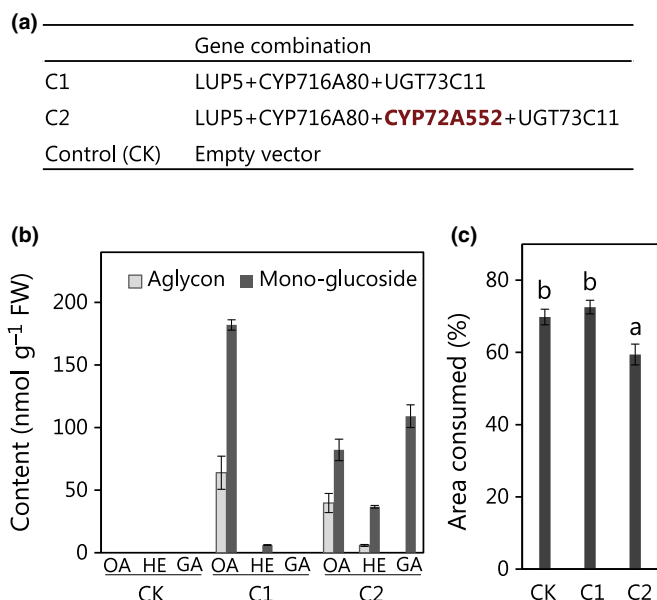 (a)
Gene combination
C1 LUP5+CYP716A80+UGT73C11
C2 LUP5+CYP716A80+CYP72A552+UGT73C11
Control (CK) Empty vector
(b)
Aglycon Mono-glucoside
Content (nmol g⁻¹ FW)
200
150
100
50
0
OA HE GA OA HE GA OA HE GA
CK C1 C2
(c)
Area consumed (%)
80
60
40
20
0
b b a
CK C1 C2